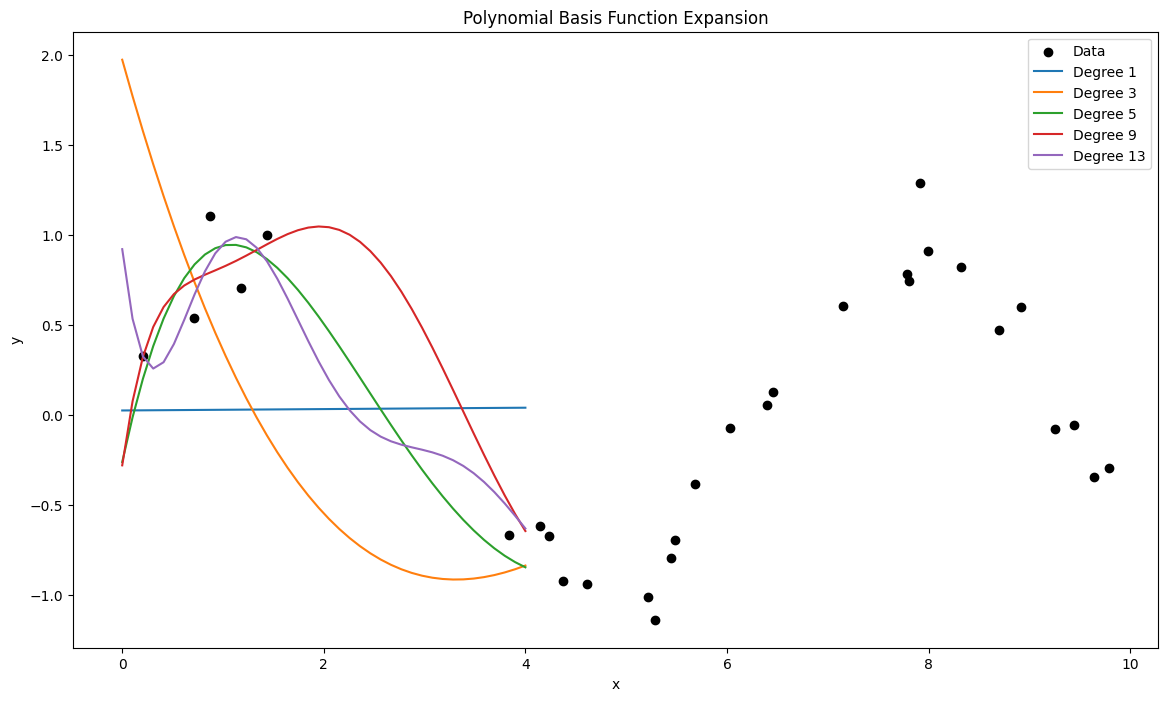 Polynomial Basis Function Expansion
Data
Degree 1
Degree 3
Degree 5
Degree 9
Degree 13
y
2.0
1.5
1.0
0.5
0.0
−0.5
−1.0
0 2 4 6 8 10
x